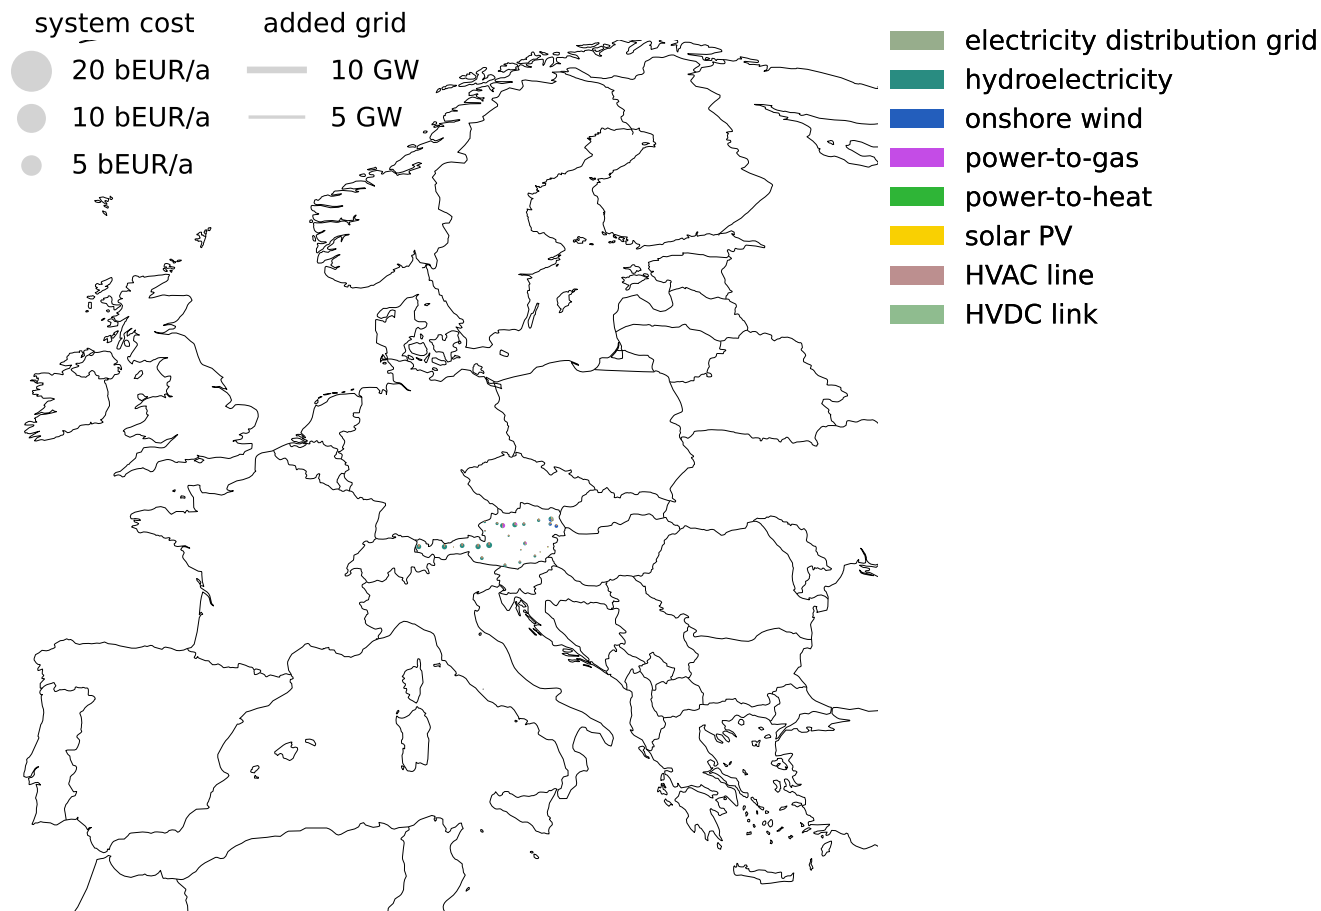 system cost
20 bEUR/a
10 bEUR/a
5 bEUR/a
added grid
10 GW
5 GW
electricity distribution grid
hydroelectricity
onshore wind
power-to-gas
power-to-heat
solar PV
HVAC line
HVDC link